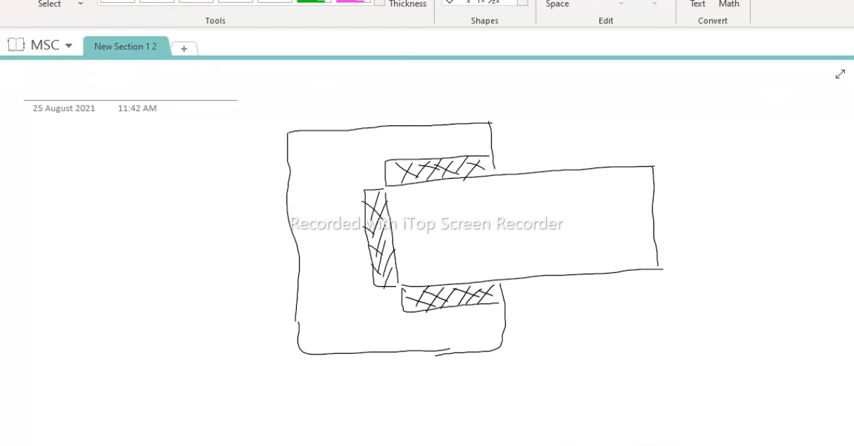 Select
Thickness
Space
Text Math
Tools
Shapes
Edit
Convert
MSC
New Section 1 2
+
25 August 2021 11:42 AM
Recorded with iTop Screen Recorder